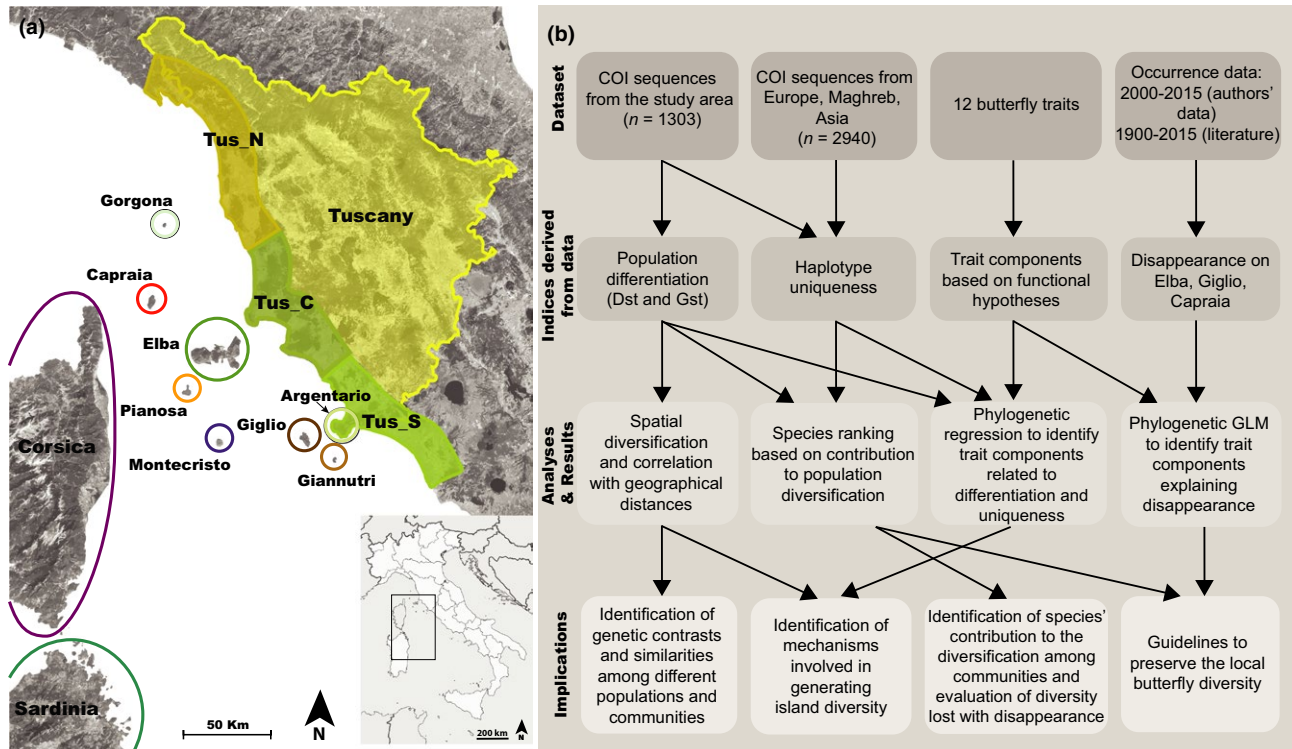 (a)
Tus_N
Tuscany
Gorgona
Capraia
Tus_C
Elba
Pianosa
Argentario
Tus_S
Giglio
Corsica
Montecristo
Giannutri
Sardinia
50 Km
N
200 km
N
(b)
Dataset
COI sequences
from the study area
(n = 1303)
COI sequences from
Europe, Maghreb,
Asia
(n = 2940)
12 butterfly traits
Occurrence data:
2000-2015 (authors'
data)
1900-2015 (literature)
Indices derived
from data
Population
differentiation
(Dst and Gst)
Haplotype
uniqueness
Trait components
based on functional
hypotheses
Disappearance on
Elba, Giglio,
Capraia
Analyses
& Results
Spatial
diversification
and correlation
with geographical
distances
Species ranking
based on contribution
to population
diversification
Phylogenetic
regression to identify
trait components
related to
differentiation and
uniqueness
Phylogenetic GLM
to identify trait
components
explaining
disappearance
Implications
Identification of
genetic contrasts
and similarities
among different
populations and
communities
Identification of
mechanisms
involved in
generating
island diversity
Identification of species'
contribution to the
diversification among
communities and
evaluation of diversity
lost with disappearance
Guidelines to
preserve the local
butterfly diversity